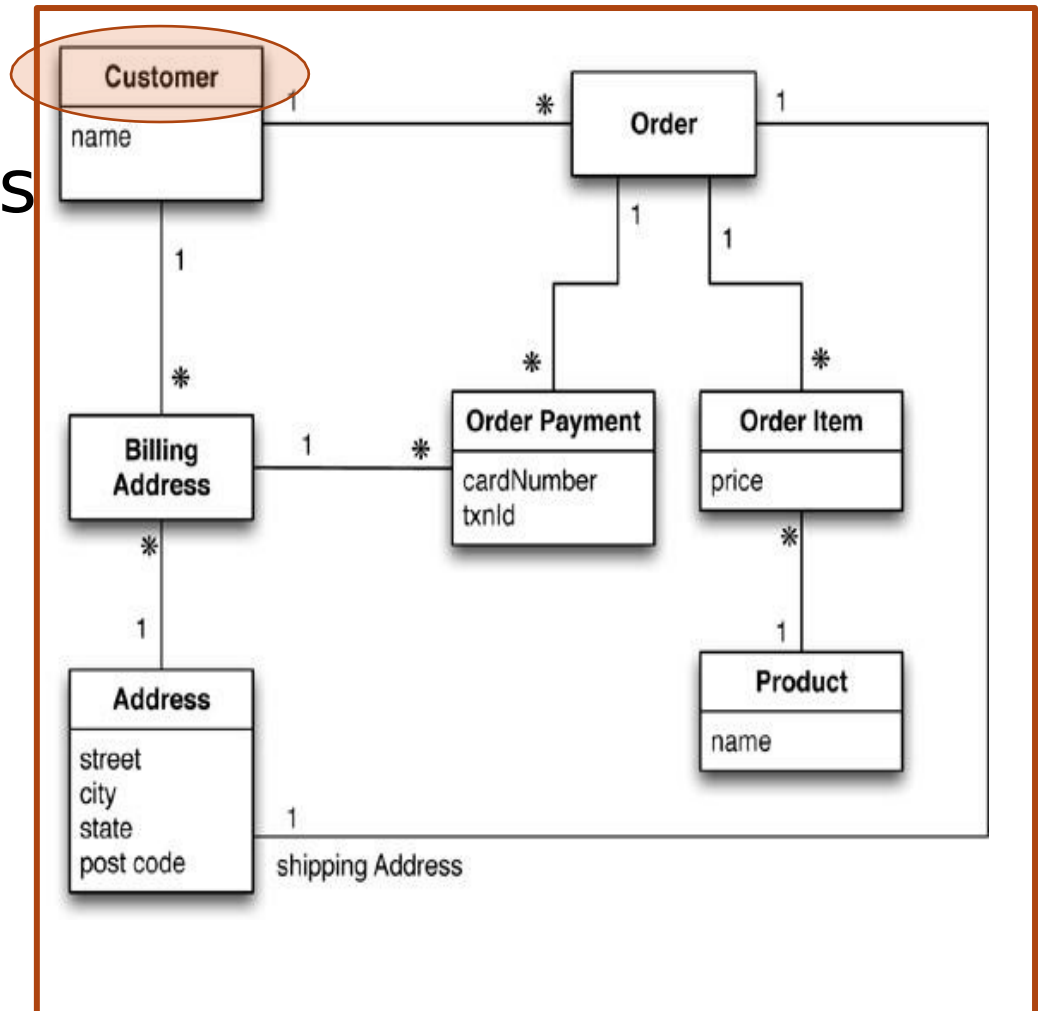 Customer
name
1
*
Order
1
s
1
*
1
*
1
*
Billing
Address
1
*
Order Payment
cardNumber
txnId
Order Item
price
*
1
*
1
Product
name
Address
street
city
state
post code
1
shipping Address